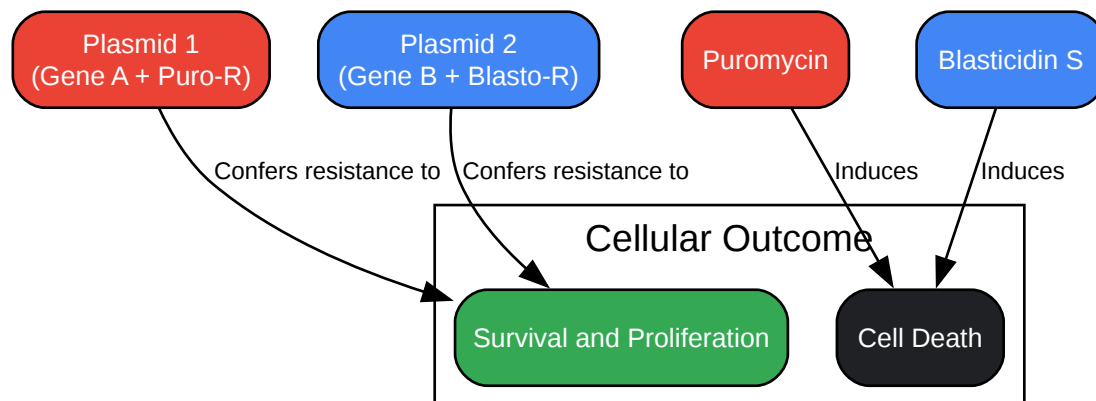 Plasmid 1
(Gene A + Puro-R)
Plasmid 2
(Gene B + Blasto-R)
Puromycin
Blasticidin S
Confers resistance to
Confers resistance to
Induces
Induces
Cellular Outcome
Survival and Proliferation
Cell Death